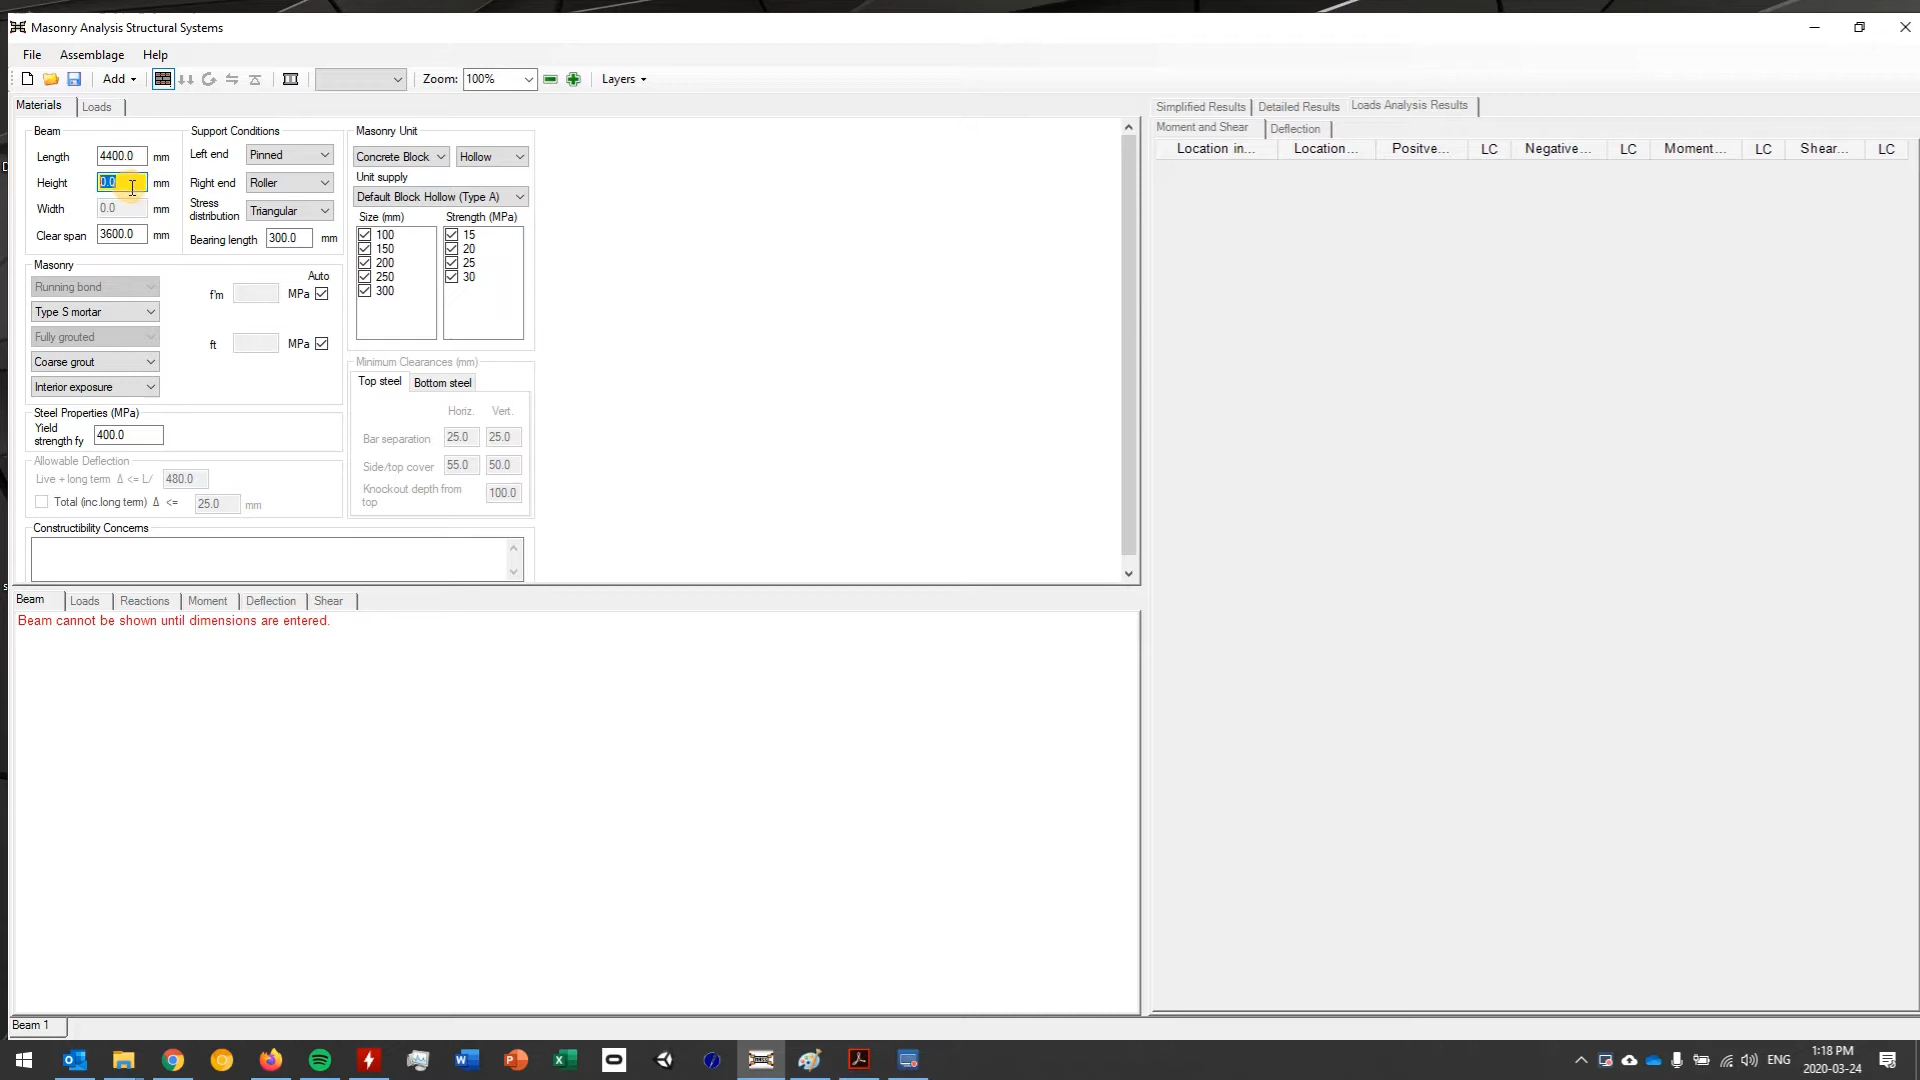 Masonry Analysis Structural Systems
File Assemblage Help
Add Zoom: 100% Layers
Materials Loads
Beam
Length 4400.0 mm
Height 0.0 mm
Width 0.0 mm
Clear span 3600.0 mm
Support Conditions
Left end Pinned
Right end Roller
Stress
distribution Triangular
Bearing length 300.0 mm
Masonry Unit
Concrete Block Hollow
Unit supply
Default Block Hollow (Type A)
Size (mm) Strength (MPa)
100 15
150 20
200 25
250 30
300
Masonry
Auto
Running bond
f'm MPa
Type S mortar
Fully grouted
ft MPa
Coarse grout
Interior exposure
Minimum Clearances (mm)
Top steel Bottom steel
Horiz. Vert.
Bar separation 25.0 25.0
Side/top cover 55.0 50.0
Knockout depth from
top 100.0
Steel Properties (MPa)
Yield
strength fy 400.0
Allowable Deflection
Live + long term Δ <= L/ 480.0
Total (inc.long term) Δ <= 25.0 mm
Constructibility Concerns
Beam Loads Reactions Moment Deflection Shear
Beam cannot be shown until dimensions are entered.
Simplified Results Detailed Results Loads Analysis Results
Moment and Shear Deflection
Location in... Location... Positve... LC Negative... LC Moment... LC Shear... LC
Beam 1
ENG
1:18 PM
2020-03-24